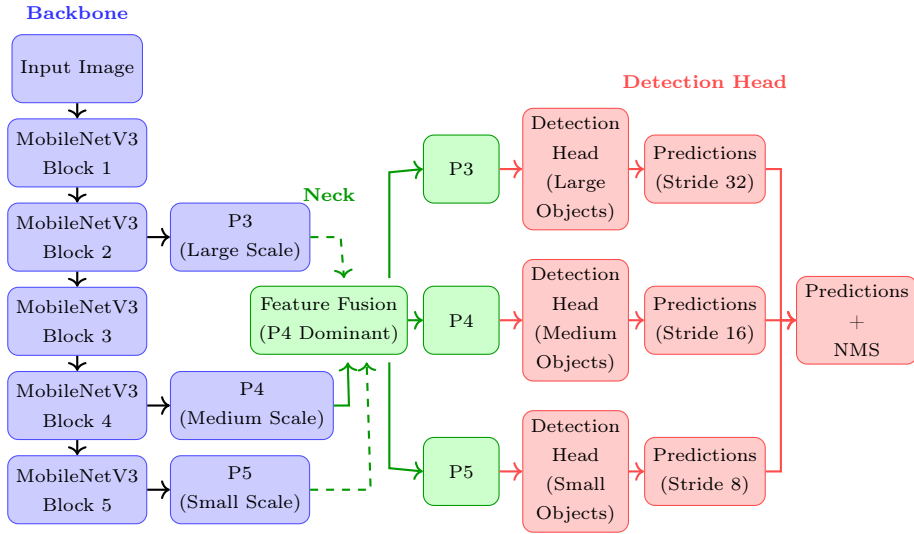 Backbone
Input Image
MobileNetV3
Block 1
MobileNetV3
Block 2
MobileNetV3
Block 3
MobileNetV3
Block 4
MobileNetV3
Block 5
P3
(Large Scale)
P4
(Medium Scale)
P5
(Small Scale)
Neck
Feature Fusion
(P4 Dominant)
P3
P4
P5
Detection Head
Detection
Head
(Large
Objects)
Predictions
(Stride 32)
Detection
Head
(Medium
Objects)
Predictions
(Stride 16)
Detection
Head
(Small
Objects)
Predictions
(Stride 8)
Predictions
+
NMS